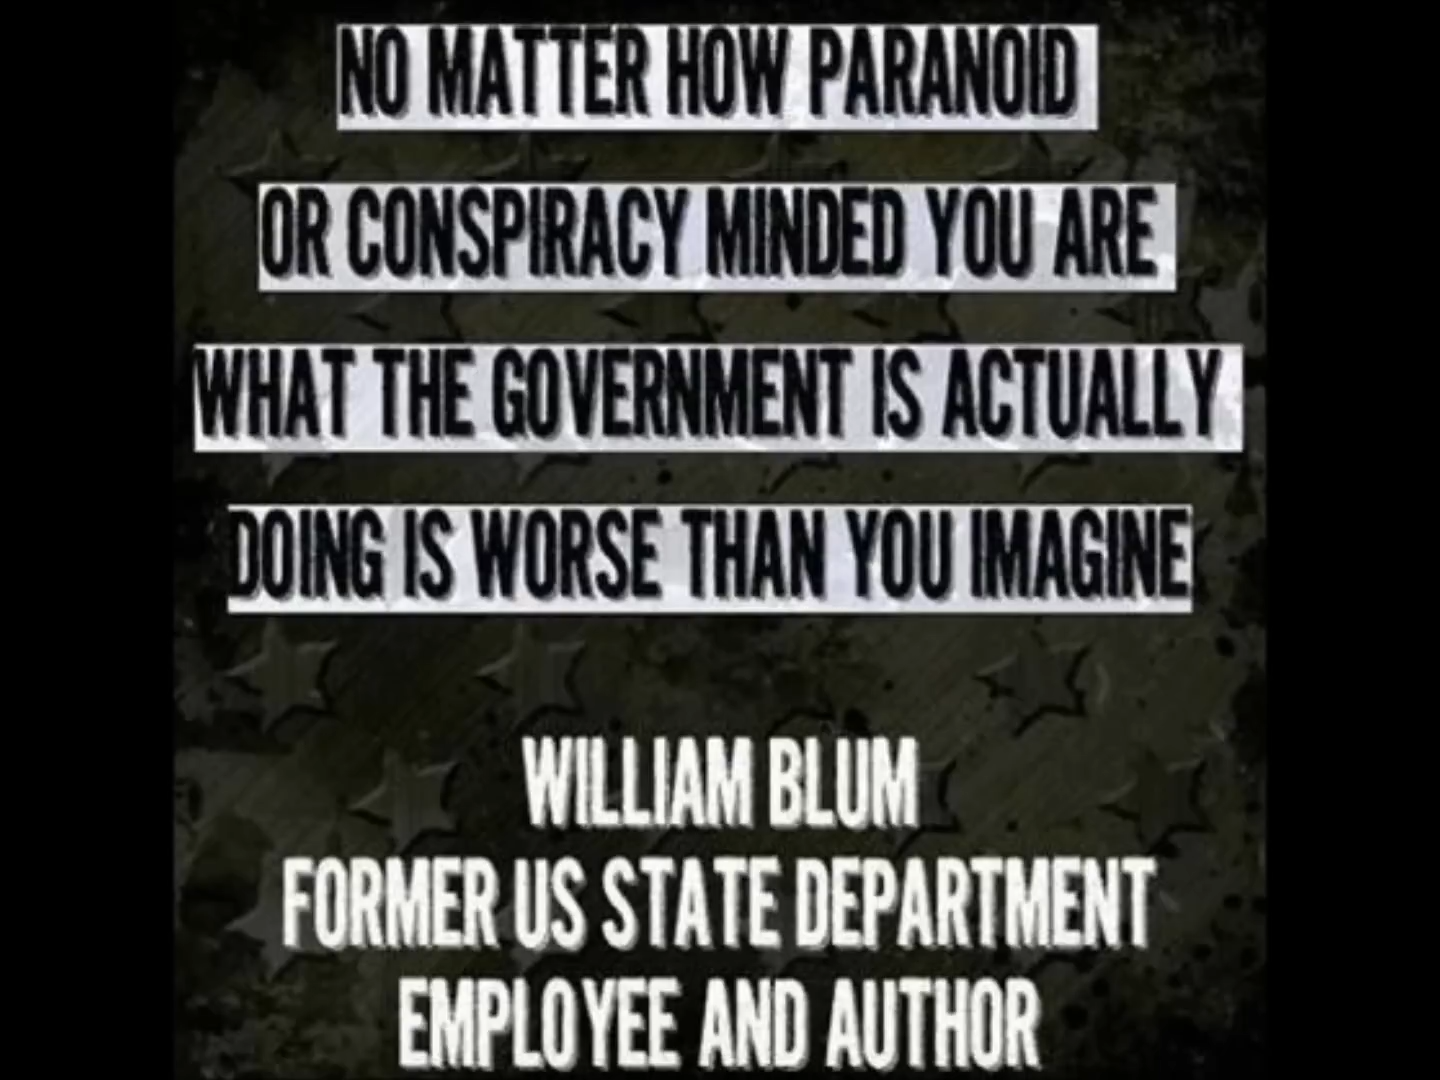 NO MATTER HOW PARANOID
OR CONSPIRACY MINDED YOU ARE
WHAT THE GOVERNMENT IS ACTUALLY
DOING IS WORSE THAN YOU IMAGINE
WILLIAM BLUM
FORMER US STATE DEPARTMENT
EMPLOYEE AND AUTHOR